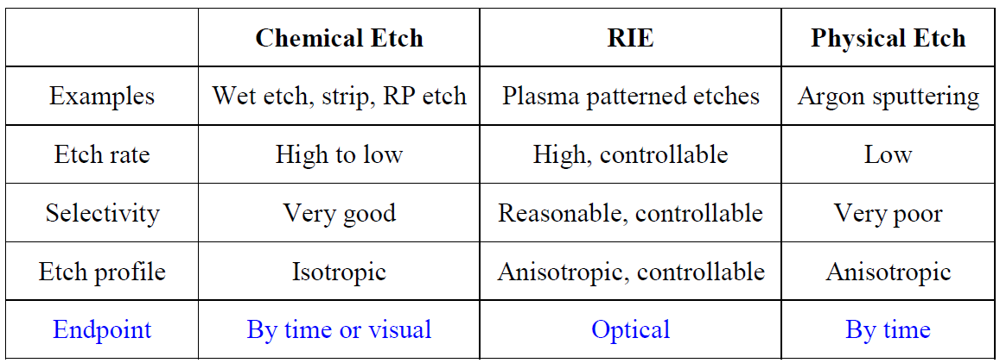 Chemical Etch RIE Physical Etch
Examples Wet etch, strip, RP etch Plasma patterned etches Argon sputtering
Etch rate High to low High, controllable Low
Selectivity Very good Reasonable, controllable Very poor
Etch profile Isotropic Anisotropic, controllable Anisotropic
Endpoint By time or visual Optical By time